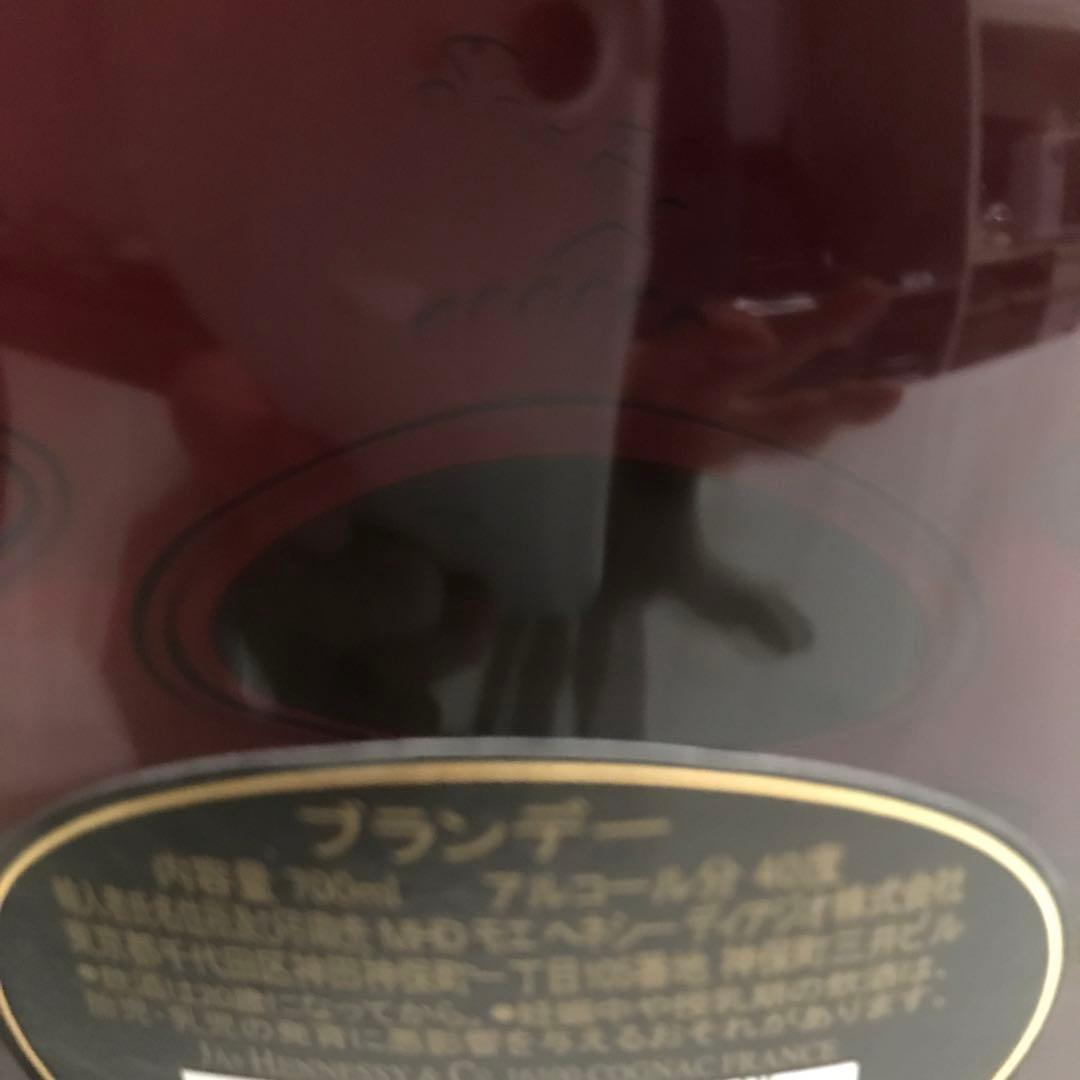 ブランデー
内容量 700ml アルコール分 40度
輸入者名及び引取先 MHD モエ ヘネシー ディアジオ株式会社
東京都千代田区神田神保町一丁目105番地 神保町三井ビル
•飲酒は20歳になってから。•妊娠中や授乳期の飲酒は、
胎児・乳児の発育に悪影響を与えるおそれがあります。
JAS HENNESSY & CO. 16100 COGNAC FRANCE